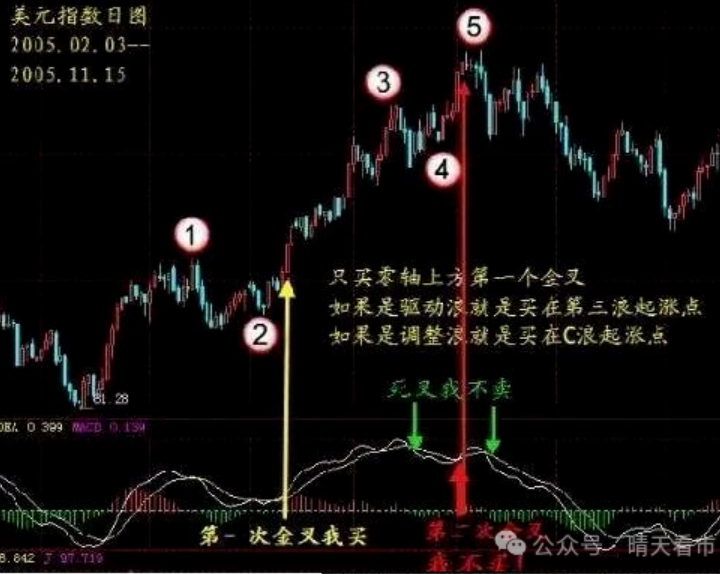 美元指数日图
2005.02.03--
2005.11.15
⑤
③
④
①
②
只买零轴上方第一个金叉
如果是驱动浪就是买在第三浪起涨点
如果是调整浪就是买在C浪起涨点
81.28
死叉我不卖
DEA 0.399 MACD 0.139
第一次金叉我买
第二次金叉
我不买!
公众号 · 晴天看市
8.842 J 97.719